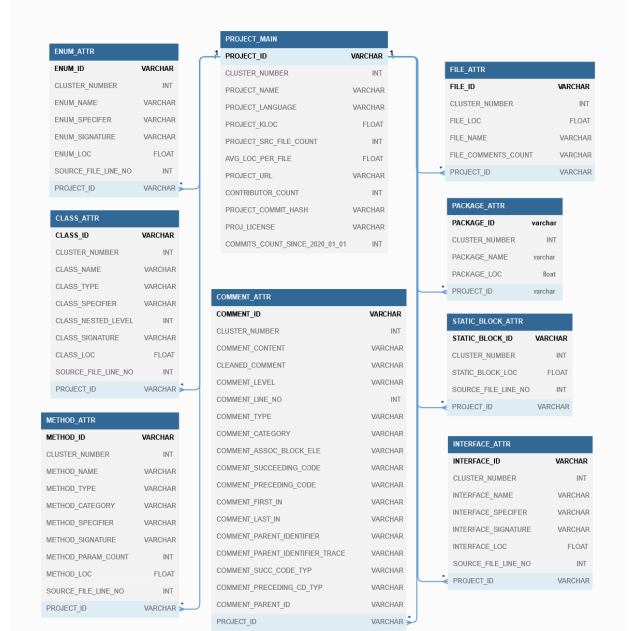 PROJECT_MAIN
1 PROJECT_ID VARCHAR 1
CLUSTER_NUMBER INT
PROJECT_NAME VARCHAR
PROJECT_LANGUAGE VARCHAR
PROJECT_KLOC FLOAT
PROJECT_SRC_FILE_COUNT INT
AVG_LOC_PER_FILE FLOAT
PROJECT_URL VARCHAR
CONTRIBUTOR_COUNT INT
PROJECT_COMMIT_HASH VARCHAR
PROJ_LICENSE VARCHAR
COMMITS_COUNT_SINCE_2020_01_01 INT
ENUM_ATTR
ENUM_ID VARCHAR
CLUSTER_NUMBER INT
ENUM_NAME VARCHAR
ENUM_SPECIFER VARCHAR
ENUM_SIGNATURE VARCHAR
ENUM_LOC FLOAT
SOURCE_FILE_LINE_NO INT
PROJECT_ID VARCHAR *
CLASS_ATTR
CLASS_ID VARCHAR
CLUSTER_NUMBER INT
CLASS_NAME VARCHAR
CLASS_TYPE VARCHAR
CLASS_SPECIFIER VARCHAR
CLASS_NESTED_LEVEL INT
CLASS_SIGNATURE VARCHAR
CLASS_LOC FLOAT
SOURCE_FILE_LINE_NO INT
PROJECT_ID VARCHAR *
METHOD_ATTR
METHOD_ID VARCHAR
CLUSTER_NUMBER INT
METHOD_NAME VARCHAR
METHOD_TYPE VARCHAR
METHOD_CATEGORY VARCHAR
METHOD_SPECIFIER VARCHAR
METHOD_SIGNATURE VARCHAR
METHOD_PARAM_COUNT INT
METHOD_LOC FLOAT
SOURCE_FILE_LINE_NO INT
PROJECT_ID VARCHAR *
COMMENT_ATTR
COMMENT_ID VARCHAR
CLUSTER_NUMBER INT
COMMENT_CONTENT VARCHAR
CLEANED_COMMENT VARCHAR
COMMENT_LEVEL VARCHAR
COMMENT_LINE_NO INT
COMMENT_TYPE VARCHAR
COMMENT_CATEGORY VARCHAR
COMMENT_ASSOC_BLOCK_ELE VARCHAR
COMMENT_SUCCEEDING_CODE VARCHAR
COMMENT_PRECEDING_CODE VARCHAR
COMMENT_FIRST_IN VARCHAR
COMMENT_LAST_IN VARCHAR
COMMENT_PARENT_IDENTIFIER VARCHAR
COMMENT_PARENT_IDENTIFIER_TRACE VARCHAR
COMMENT_SUCC_CODE_TYP VARCHAR
COMMENT_PRECEDING_CD_TYP VARCHAR
COMMENT_PARENT_ID VARCHAR
PROJECT_ID VARCHAR *
FILE_ATTR
FILE_ID VARCHAR
CLUSTER_NUMBER INT
FILE_LOC FLOAT
FILE_NAME VARCHAR
FILE_COMMENTS_COUNT VARCHAR
* PROJECT_ID VARCHAR
PACKAGE_ATTR
PACKAGE_ID varchar
CLUSTER_NUMBER INT
PACKAGE_NAME varchar
PACKAGE_LOC float
* PROJECT_ID varchar
STATIC_BLOCK_ATTR
STATIC_BLOCK_ID VARCHAR
CLUSTER_NUMBER INT
STATIC_BLOCK_LOC FLOAT
SOURCE_FILE_LINE_NO INT
* PROJECT_ID VARCHAR
INTERFACE_ATTR
INTERFACE_ID VARCHAR
CLUSTER_NUMBER INT
INTERFACE_NAME VARCHAR
INTERFACE_SPECIFER VARCHAR
INTERFACE_SIGNATURE VARCHAR
INTERFACE_LOC FLOAT
SOURCE_FILE_LINE_NO INT
* PROJECT_ID VARCHAR